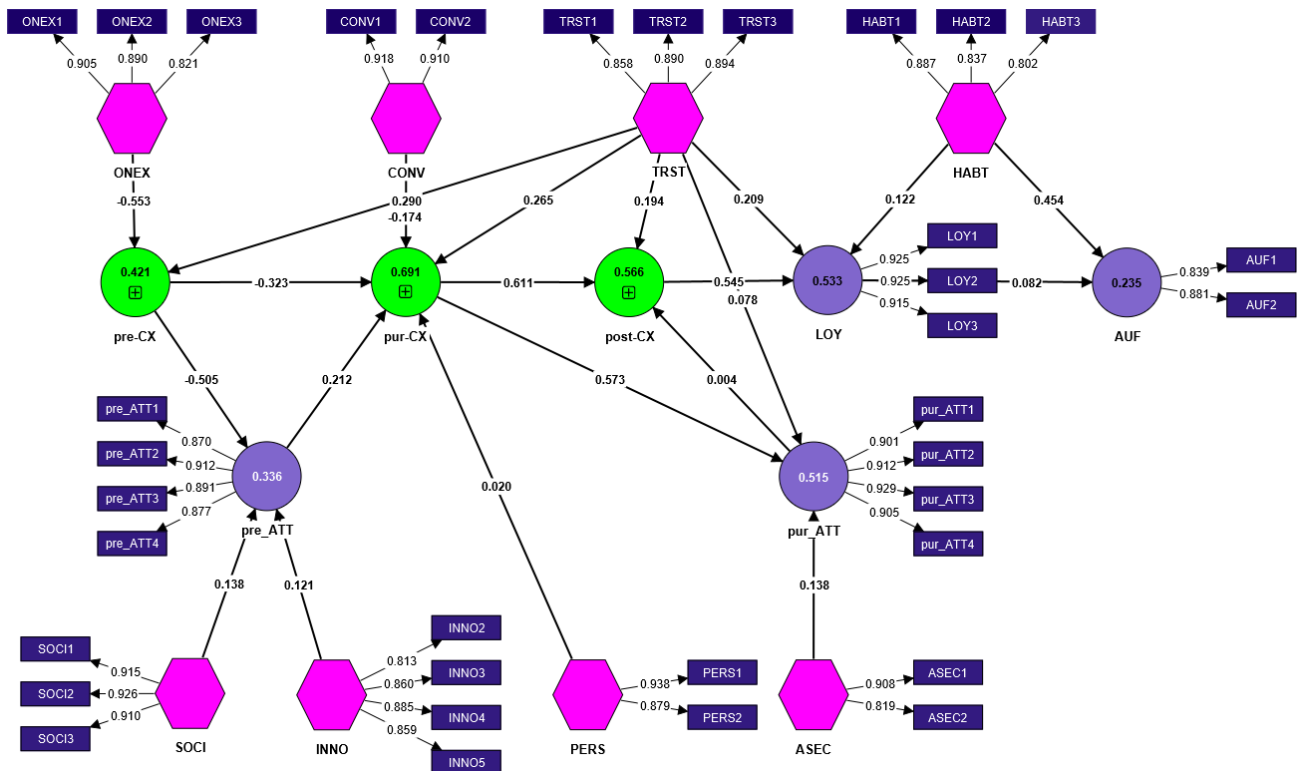 ONEX1 ONEX2 ONEX3 CONV1 CONV2 TRST1 TRST2 TRST3 HABT1 HABT2 HABT3
0.905 0.890 0.821 0.918 0.910 0.858 0.890 0.894 0.887 0.837 0.802
ONEX CONV TRST HABT
-0.553 0.290 -0.174 0.265 0.194 0.209 0.122 0.454
LOY1
0.925
AUF1
0.421 0.691 0.566 0.533 0.235
-0.323 0.611 0.545 0.925 LOY2 0.082 0.839
0.078 0.881
0.915 AUF2
LOY3
pre-CX pur-CX post-CX LOY AUF
-0.505 0.212 0.573 0.004
pre_ATT1 pur_ATT1
0.870 0.901
pre_ATT2 pur_ATT2
0.912 0.912
0.336 0.515
0.891 0.929
pre_ATT3 pur_ATT3
0.877 0.905
pre_ATT4 pur_ATT4
pre_ATT pur_ATT
0.020
0.138 0.121 0.138
INNO2
SOCI1 0.813
0.915 INNO3 PERS1 ASEC1
0.860 0.938 0.908
SOCI2 0.926
0.885 0.879 0.819
0.910 INNO4 PERS2 ASEC2
SOCI3 0.859
SOCI INNO PERS ASEC
INNO5